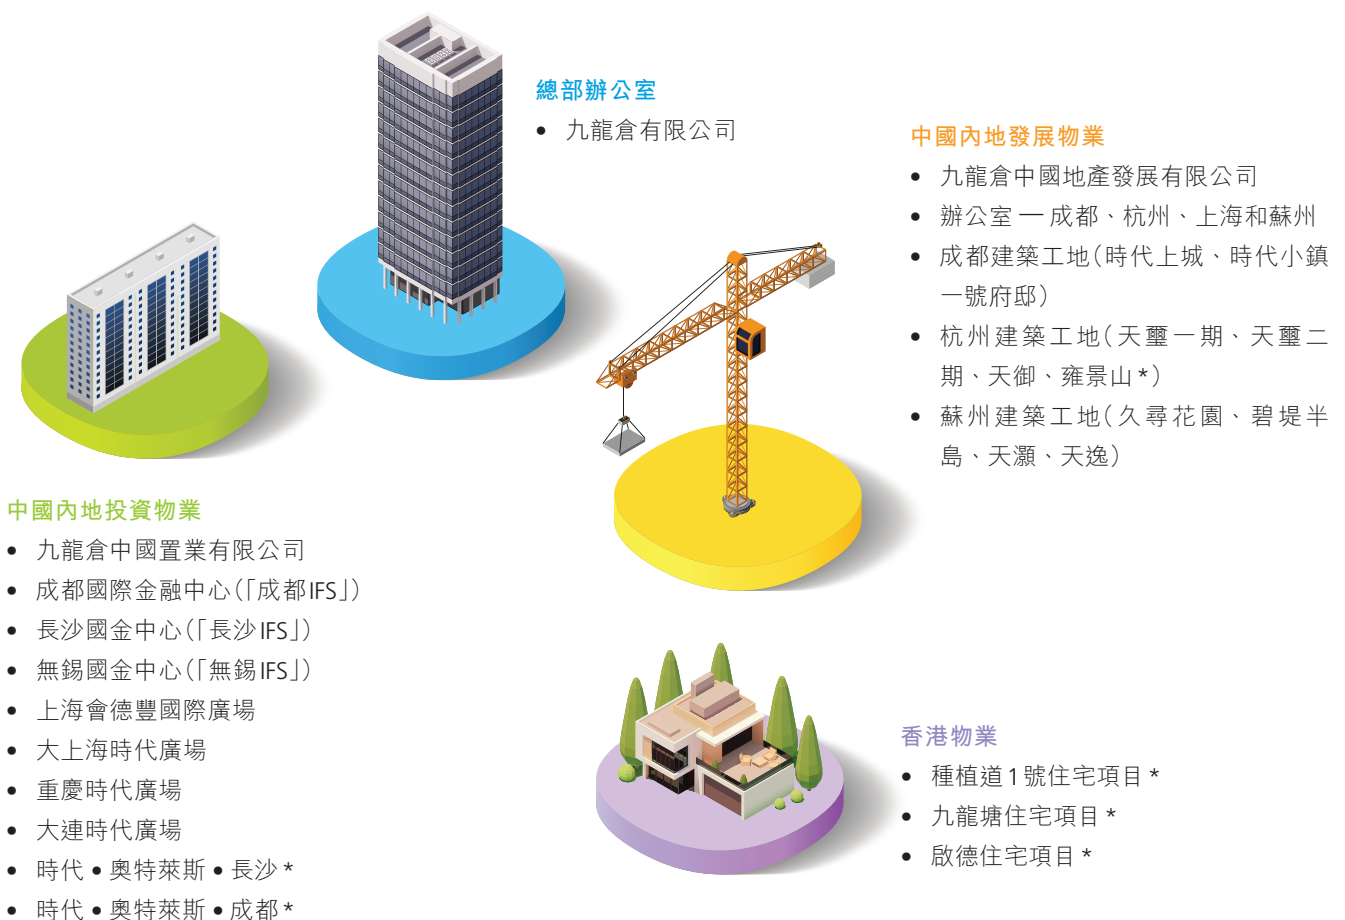 總部辦公室
• 九龍倉有限公司
中國內地發展物業
• 九龍倉中國地產發展有限公司
• 辦公室 — 成都、杭州、上海和蘇州
• 成都建築工地(時代上城、時代小鎮
一號府邸)
• 杭州建築工地(天璽一期、天璽二
期、天御、雍景山*)
• 蘇州建築工地(久尋花園、碧堤半
島、天灝、天逸)
中國內地投資物業
• 九龍倉中國置業有限公司
• 成都國際金融中心(「成都IFS」)
• 長沙國金中心(「長沙IFS」)
• 無錫國金中心(「無錫IFS」)
• 上海會德豐國際廣場
• 大上海時代廣場
• 重慶時代廣場
• 大連時代廣場
• 時代•奧特萊斯•長沙*
• 時代•奧特萊斯•成都*
香港物業
• 種植道1號住宅項目*
• 九龍塘住宅項目*
• 啟德住宅項目*